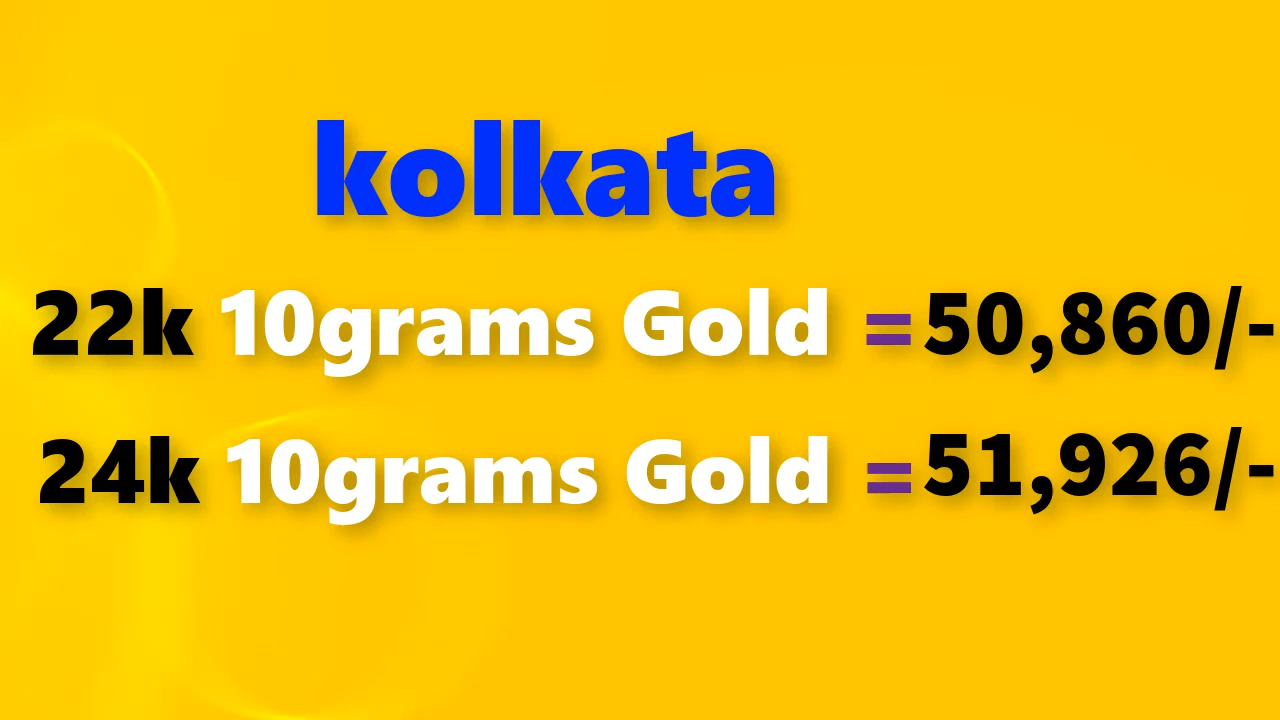 kolkata
22k 10grams Gold =50,860/-
24k 10grams Gold =51,926/-